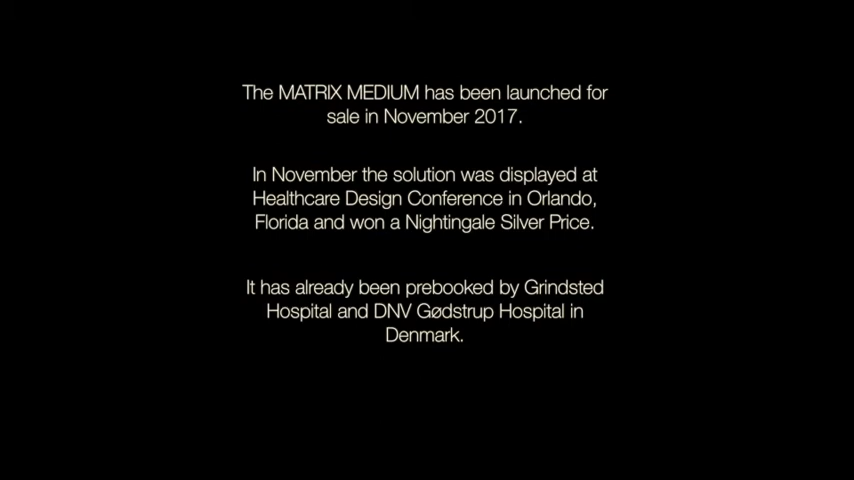 The MATRIX MEDIUM has been launched for
sale in November 2017.
In November the solution was displayed at
Healthcare Design Conference in Orlando,
Florida and won a Nightingale Silver Price.
It has already been prebooked by Grindsted
Hospital and DNV Gødstrup Hospital in
Denmark.